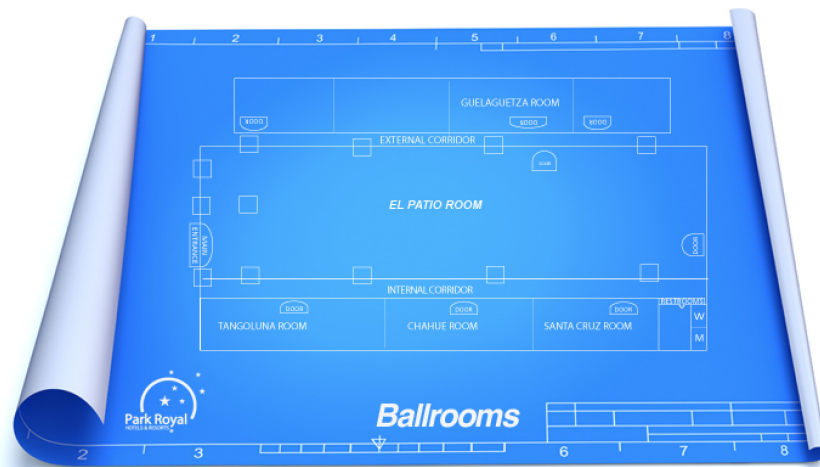 1 2 3 4 5 6 7 8
GUELAGUETZA ROOM
DOOR DOOR DOOR
EXTERNAL CORRIDOR
DOOR
EL PATIO ROOM
MAIN
ENTRANCE
DOOR
INTERNAL CORRIDOR
DOOR DOOR DOOR RESTROOMS
TANGOLUNA ROOM CHAHUE ROOM SANTA CRUZ ROOM W
M
Park Royal
HOTELS & RESORTS
Ballrooms
2 3 6 7 8